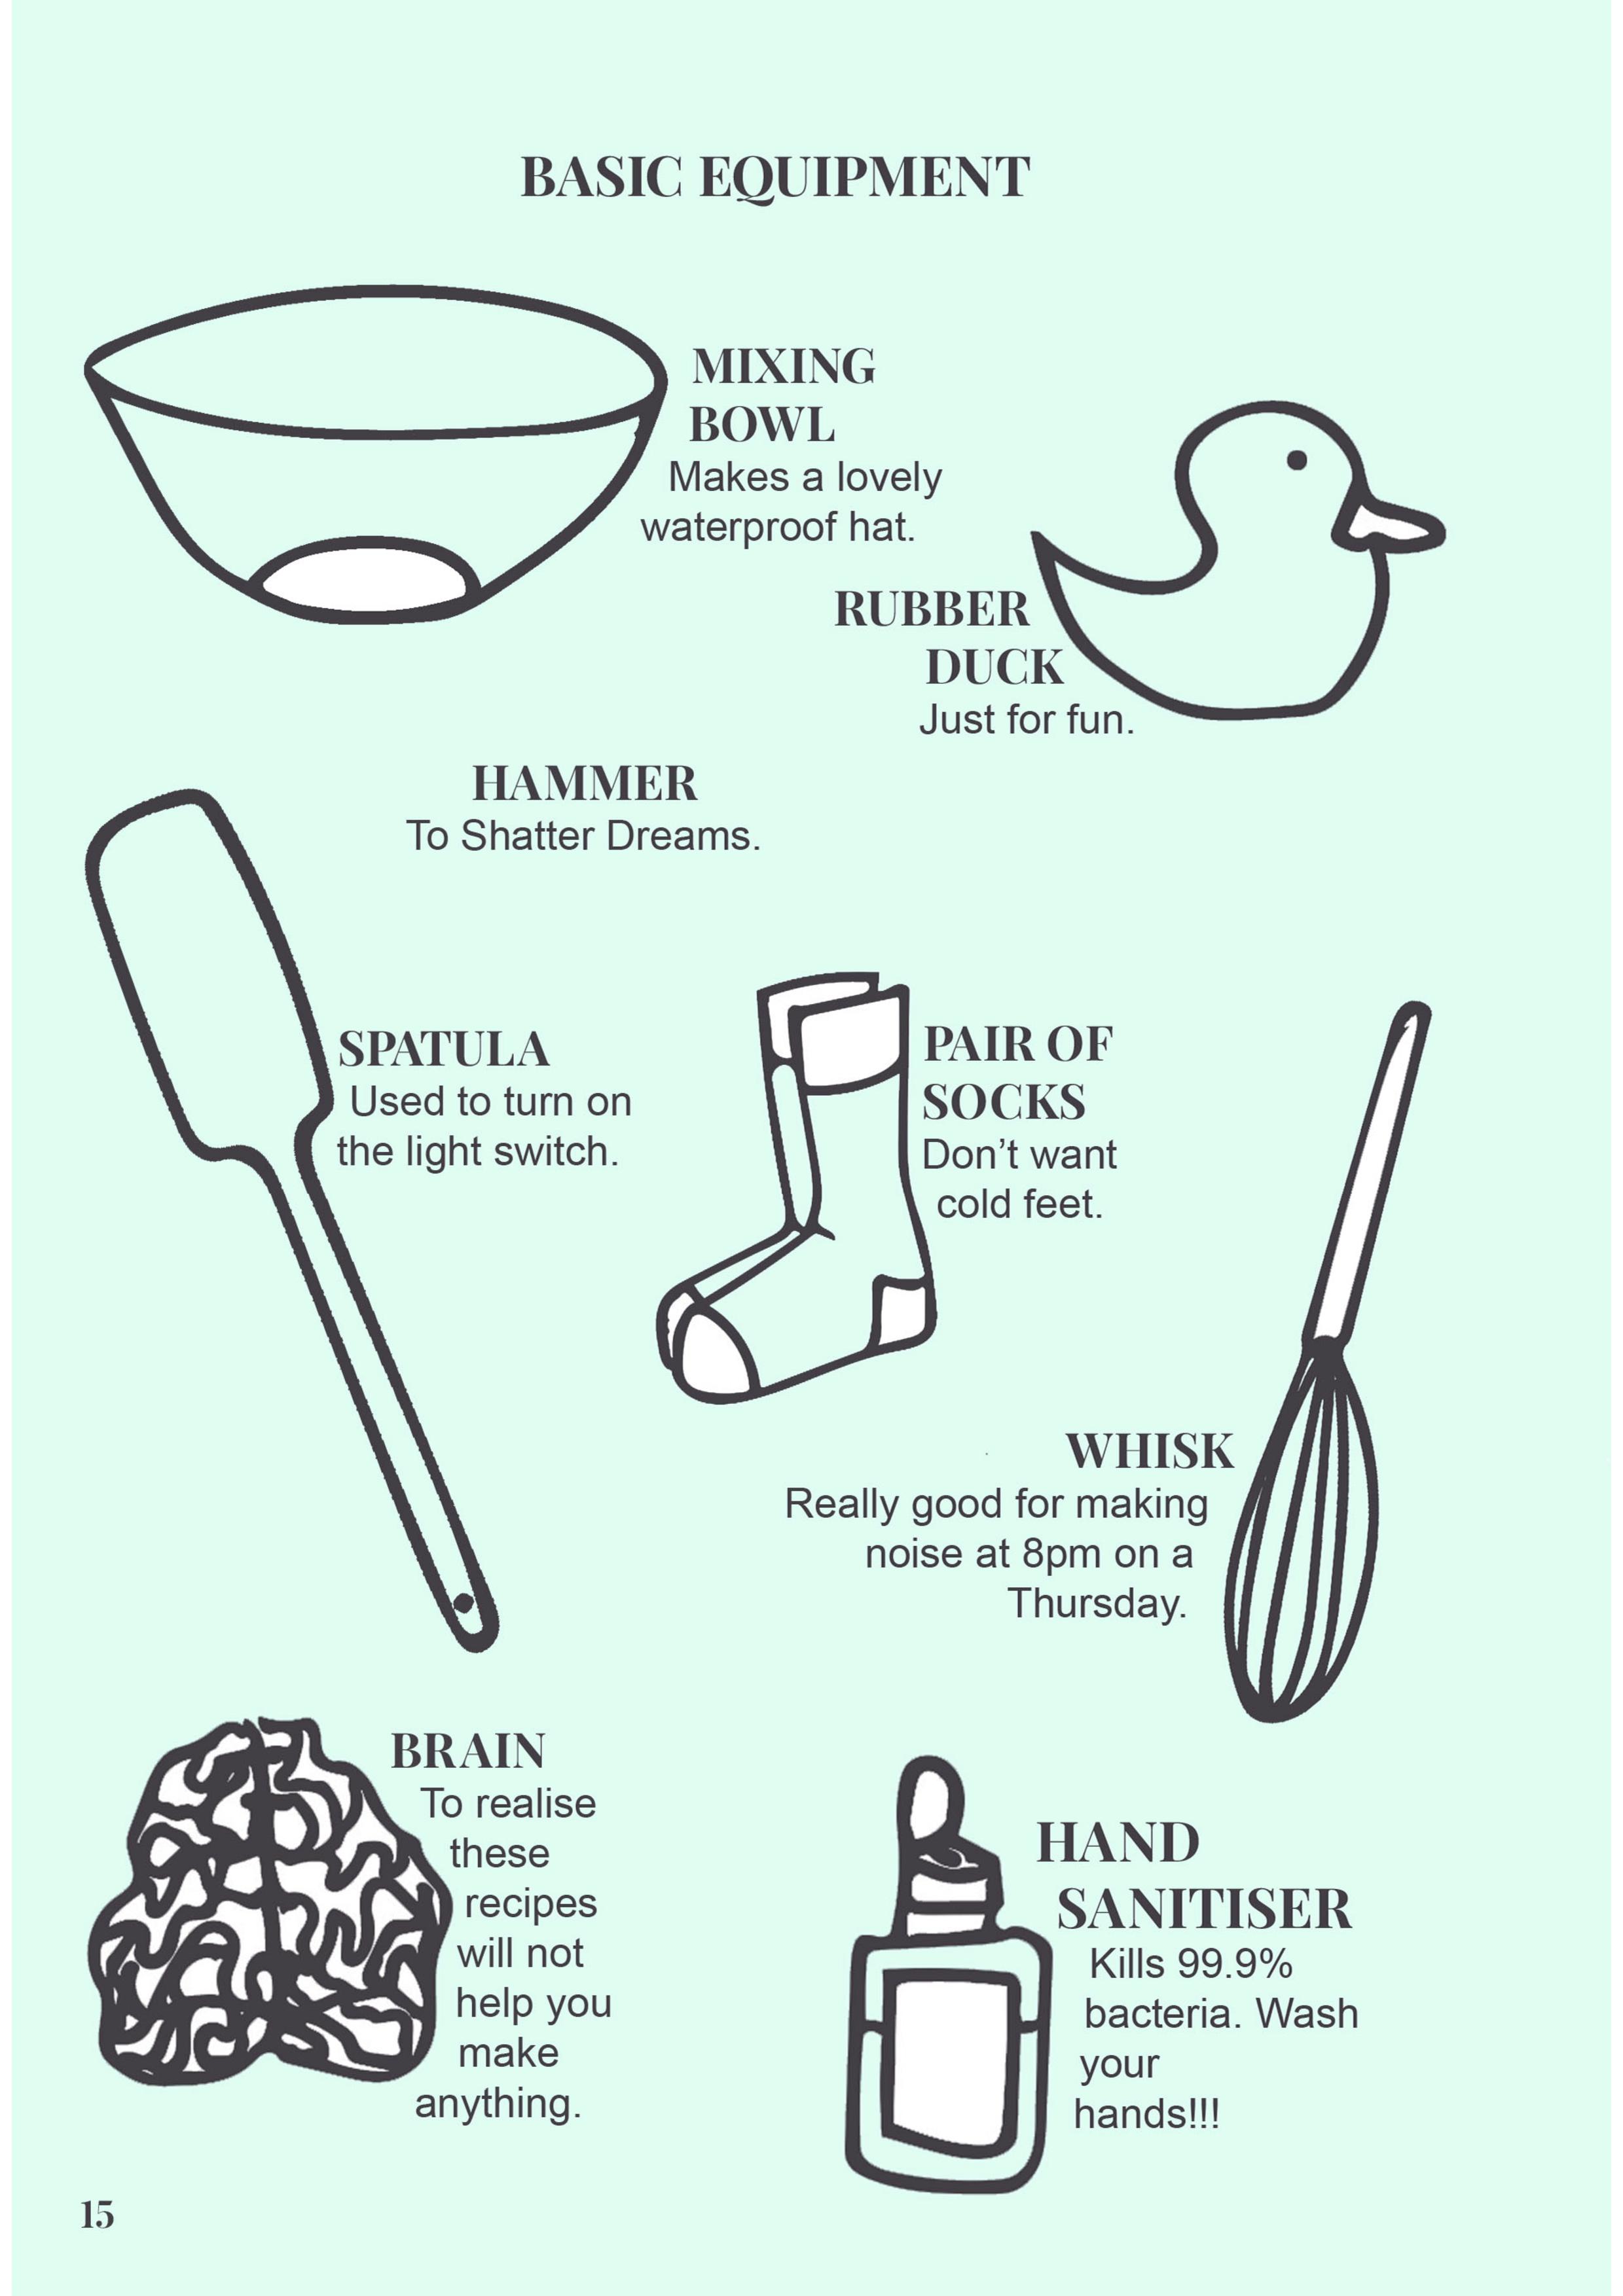 BASIC EQUIPMENT
MIXING
BOWL
Makes a lovely
waterproof hat.
RUBBER
DUCK
Just for fun.
HAMMER
To Shatter Dreams.
SPATULA
Used to turn on
the light switch.
PAIR OF
SOCKS
Don’t want
cold feet.
WHISK
Really good for making
noise at 8pm on a
Thursday.
BRAIN
To realise
these
recipes
will not
help you
make
anything.
HAND
SANITISER
Kills 99.9%
bacteria. Wash
your
hands!!!
15